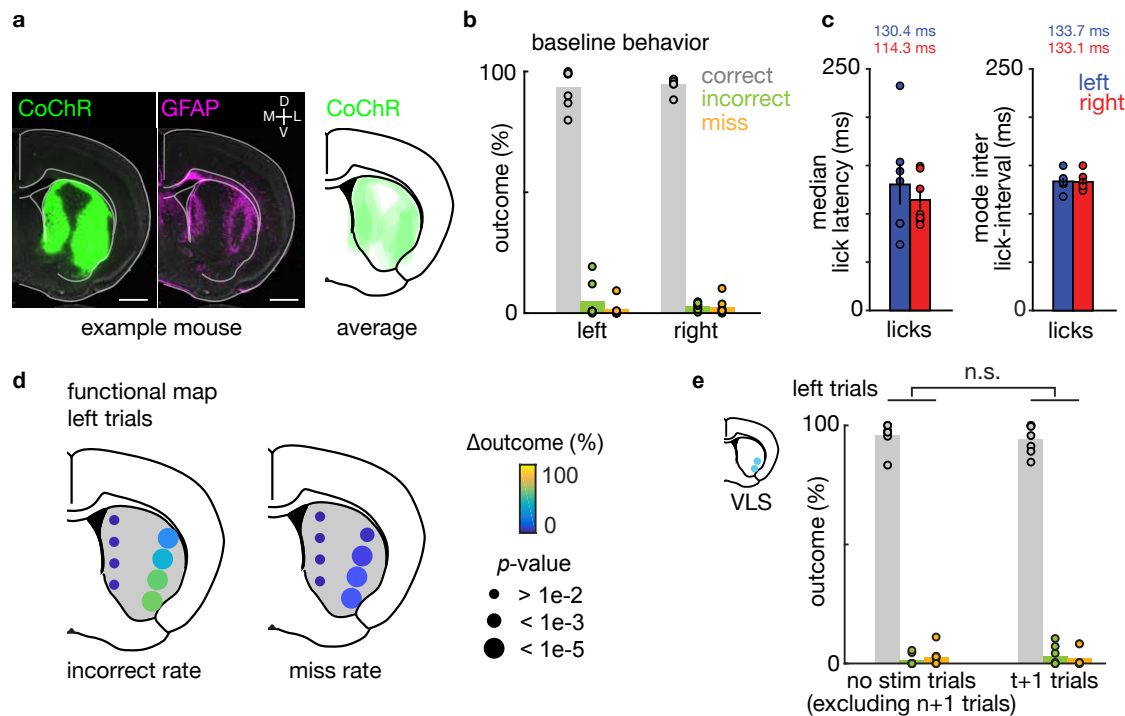 a
CoChR
GFAP
D
M L
V
CoChR
example mouse
average
b
baseline behavior
correct
incorrect
miss
outcome (%)
100
0
left
right
c
130.4 ms
114.3 ms
median
lick latency (ms)
250
0
licks
133.7 ms
133.1 ms
left
right
mode inter
lick-interval (ms)
250
0
licks
d
functional map
left trials
incorrect rate
miss rate
Δoutcome (%)
100
0
p-value
> 1e-2
< 1e-3
< 1e-5
e
left trials
n.s.
VLS
outcome (%)
100
0
no stim trials
(excluding n+1 trials)
t+1 trials